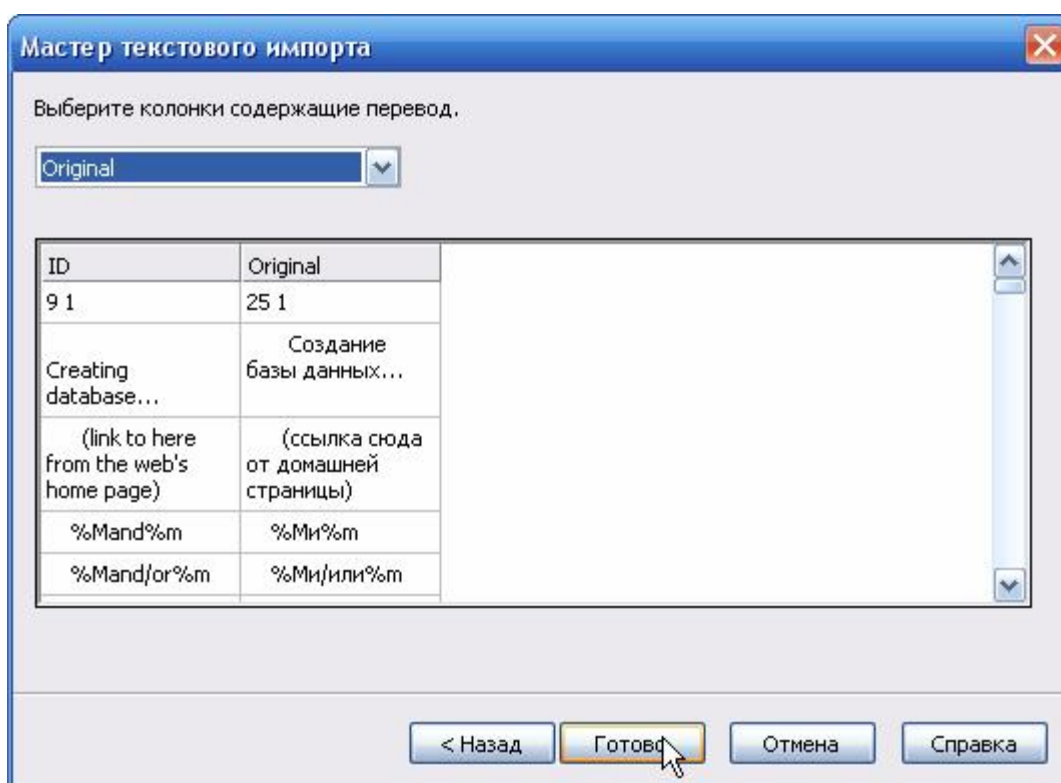 Мастер текстового импорта
Выберите колонки содержащие перевод.
Original
ID Original
9 1 25 1
Creating database... Создание базы данных...
(link to here from the web's home page) (ссылка сюда от домашней страницы)
%Mand%m %Mи%m
%Mand/or%m %Mи/или%m
< Назад Готово Отмена Справка